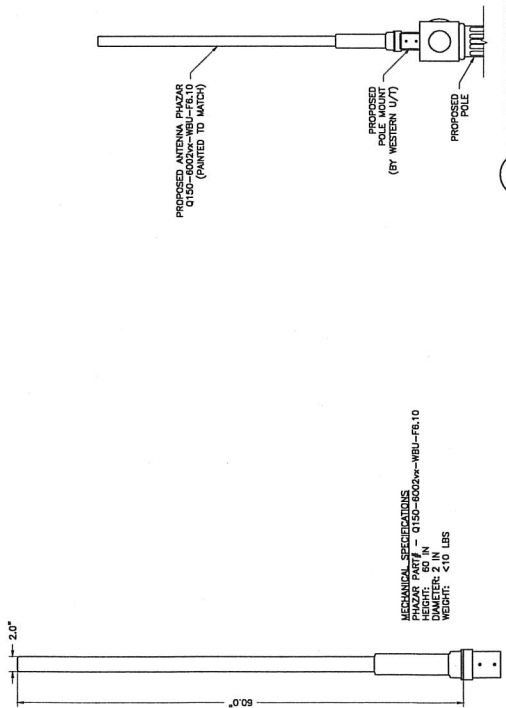 PROPOSED ANTENNA PHAZAR
Q150-6002vx-WBU-F6.10
(PAINTED TO MATCH)
PROPOSED
POLE MOUNT
(BY WESTERN U/T)
PROPOSED
POLE
2.0"
60.0"
MECHANICAL SPECIFICATIONS
PHAZAR PART# - Q150-6002vx-WBU-F6.10
HEIGHT: 60 IN
DIAMETER: 2 IN
WEIGHT: <10 LBS